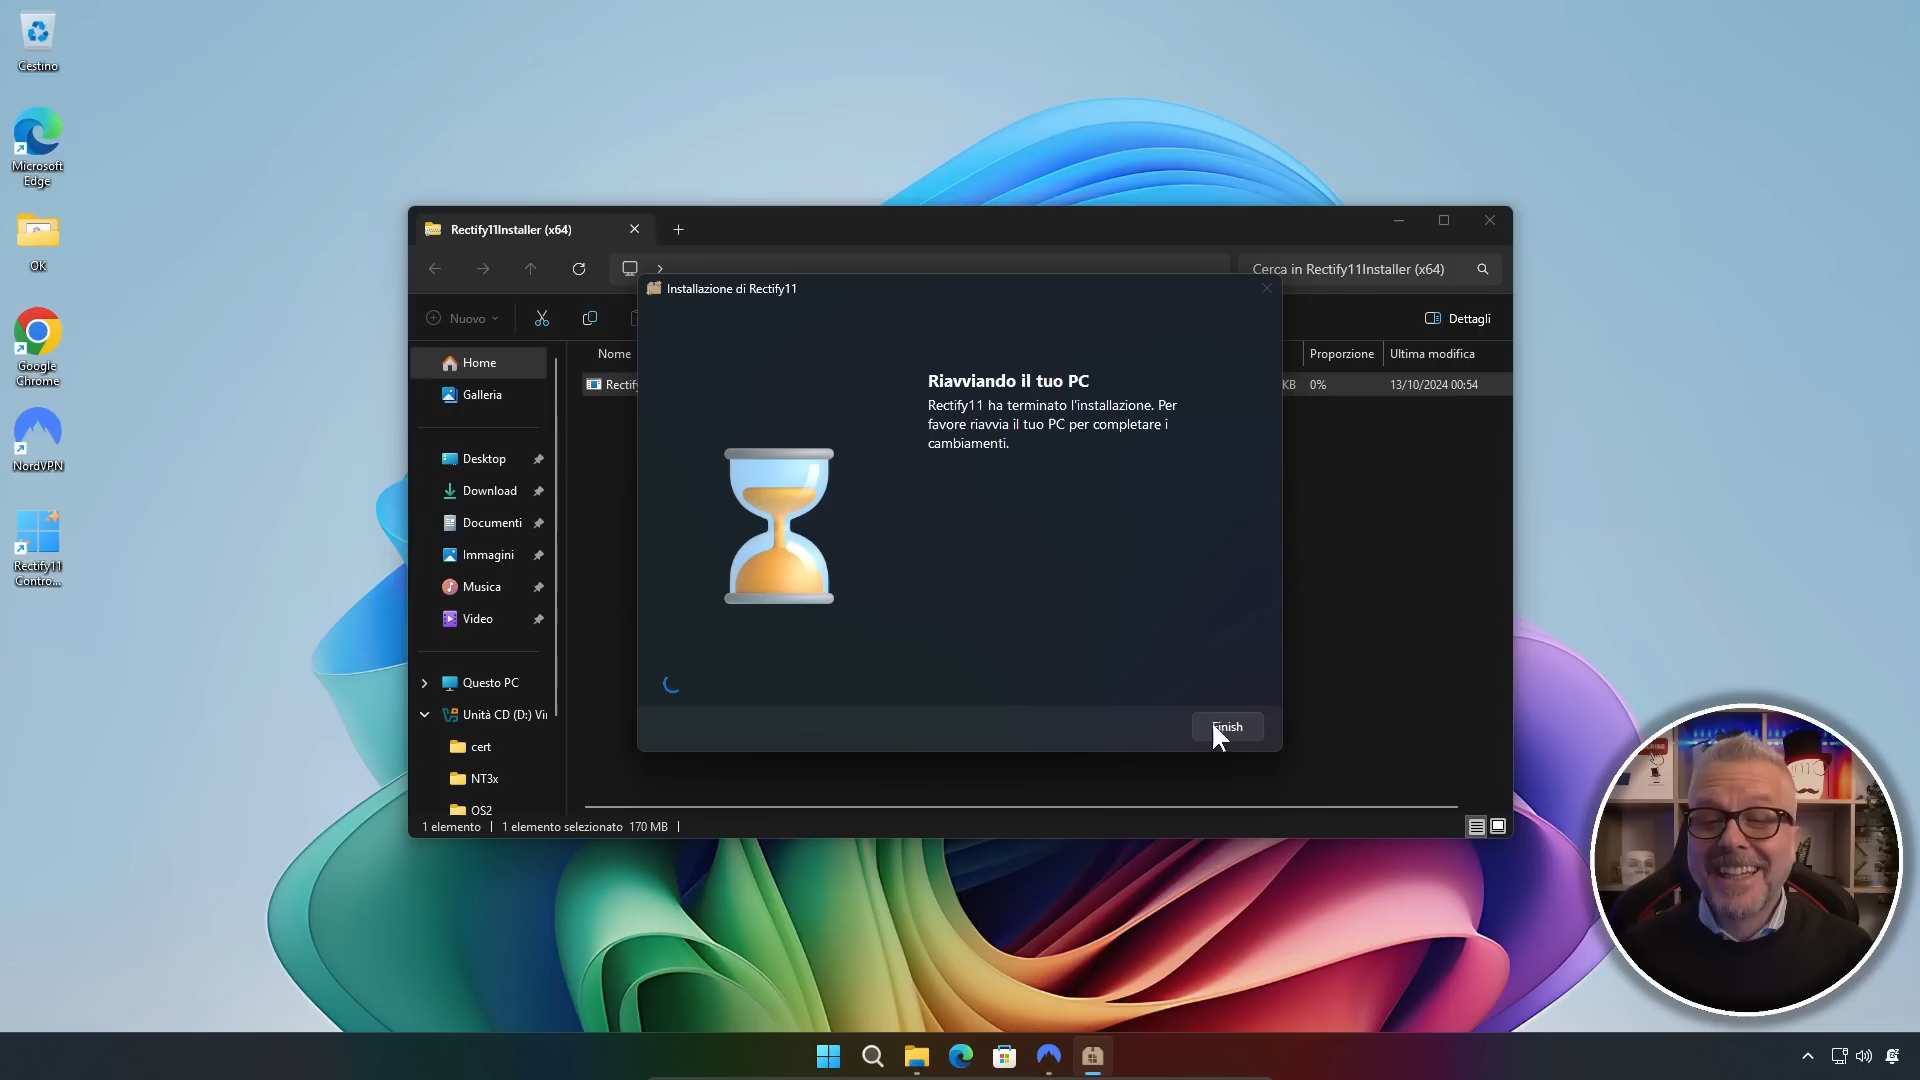 Cestino
Microsoft
Edge
OK
Google
Chrome
NordVPN
Rectify11
Contro...
Rectify11Installer (x64)
Cerca in Rectify11Installer (x64)
Nuovo
Dettagli
Nome
Proporzione
Ultima modifica
Rectify
KB
0%
13/10/2024 00:54
Home
Galleria
Desktop
Download
Documenti
Immagini
Musica
Video
Questo PC
Unità CD (D:) Vi
cert
NT3x
OS2
1 elemento
1 elemento selezionato 170 MB
Installazione di Rectify11
Riavviando il tuo PC
Rectify11 ha terminato l'installazione. Per
favore riavvia il tuo PC per completare i
cambiamenti.
Finish